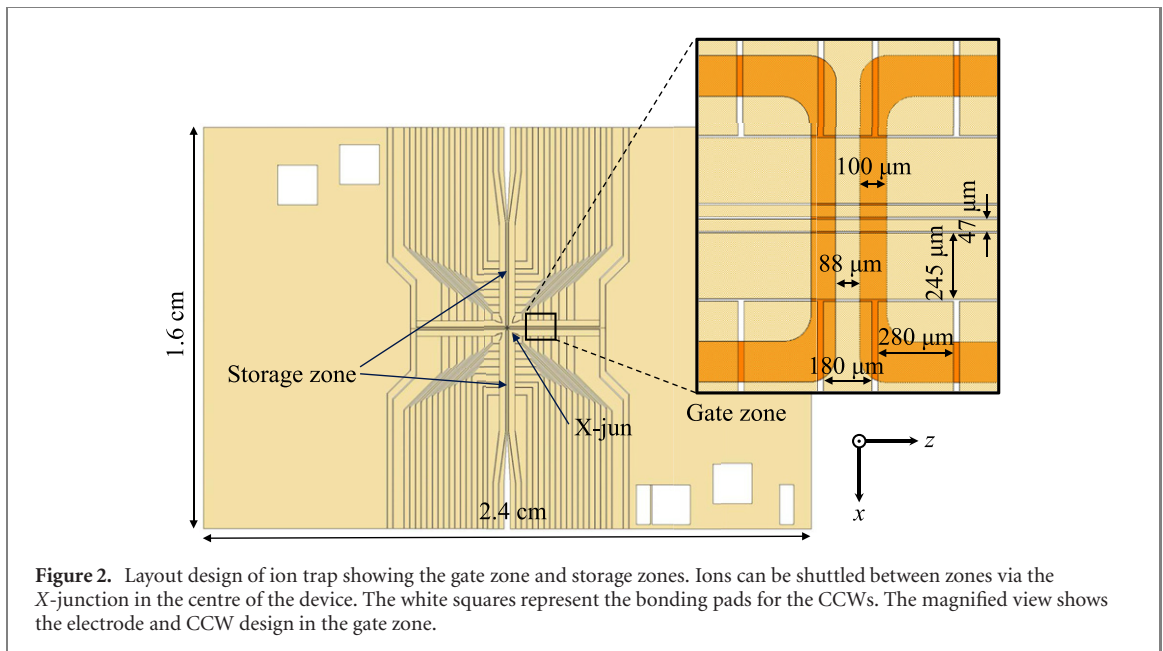 100 μm
47 μm
245 μm
88 μm
280 μm
180 μm
1.6 cm
Storage zone
X-jun
Gate zone
2.4 cm
z
x
Figure 2. Layout design of ion trap showing the gate zone and storage zones. Ions can be shuttled between zones via the
X-junction in the centre of the device. The white squares represent the bonding pads for the CCWs. The magnified view shows
the electrode and CCW design in the gate zone.